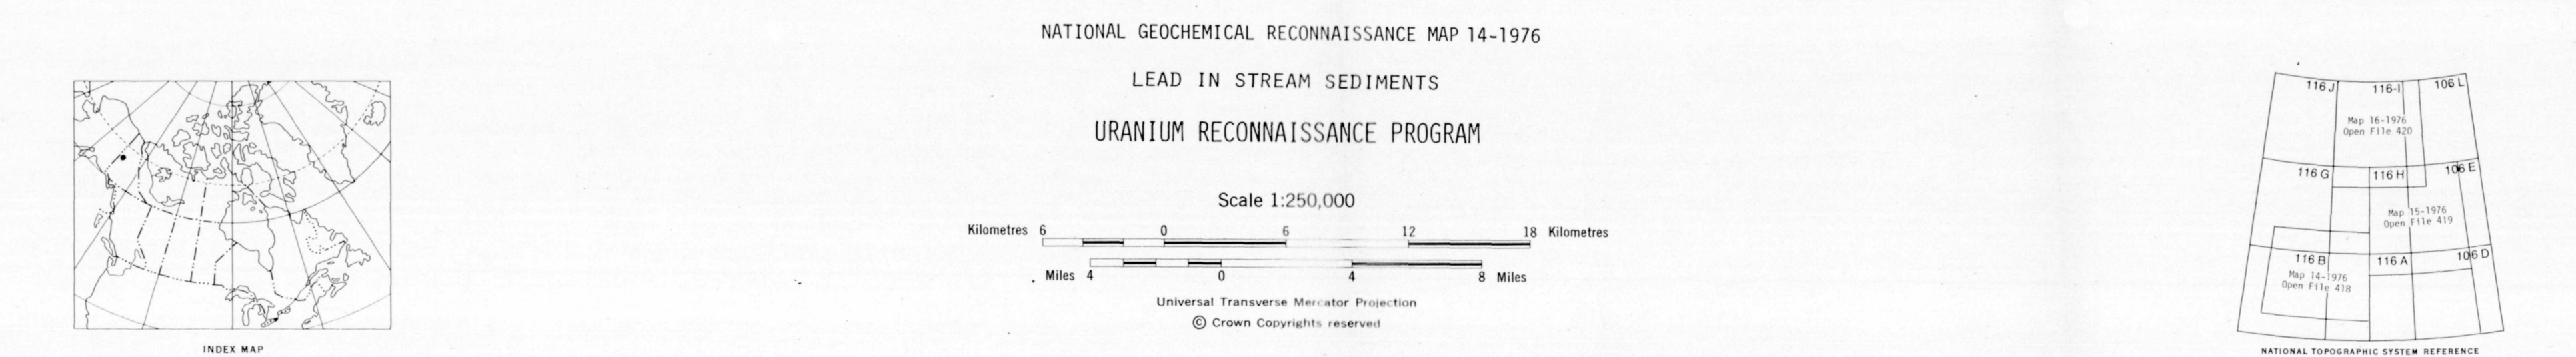 NATIONAL GEOCHEMICAL RECONNAISSANCE MAP 14-1976
LEAD IN STREAM SEDIMENTS
URANIUM RECONNAISSANCE PROGRAM
Scale 1:250,000
Kilometres 6 0 6 12 18 Kilometres
Miles 4 0 4 8 Miles
Universal Transverse Mercator Projection
© Crown Copyrights reserved
INDEX MAP
116 J 116-I 106 L
Map 16-1976
Open File 420
116 G 116 H 106 E
Map 15-1976
Open File 419
116 B 116 A 106 D
Map 14-1976
Open File 418
NATIONAL TOPOGRAPHIC SYSTEM REFERENCE